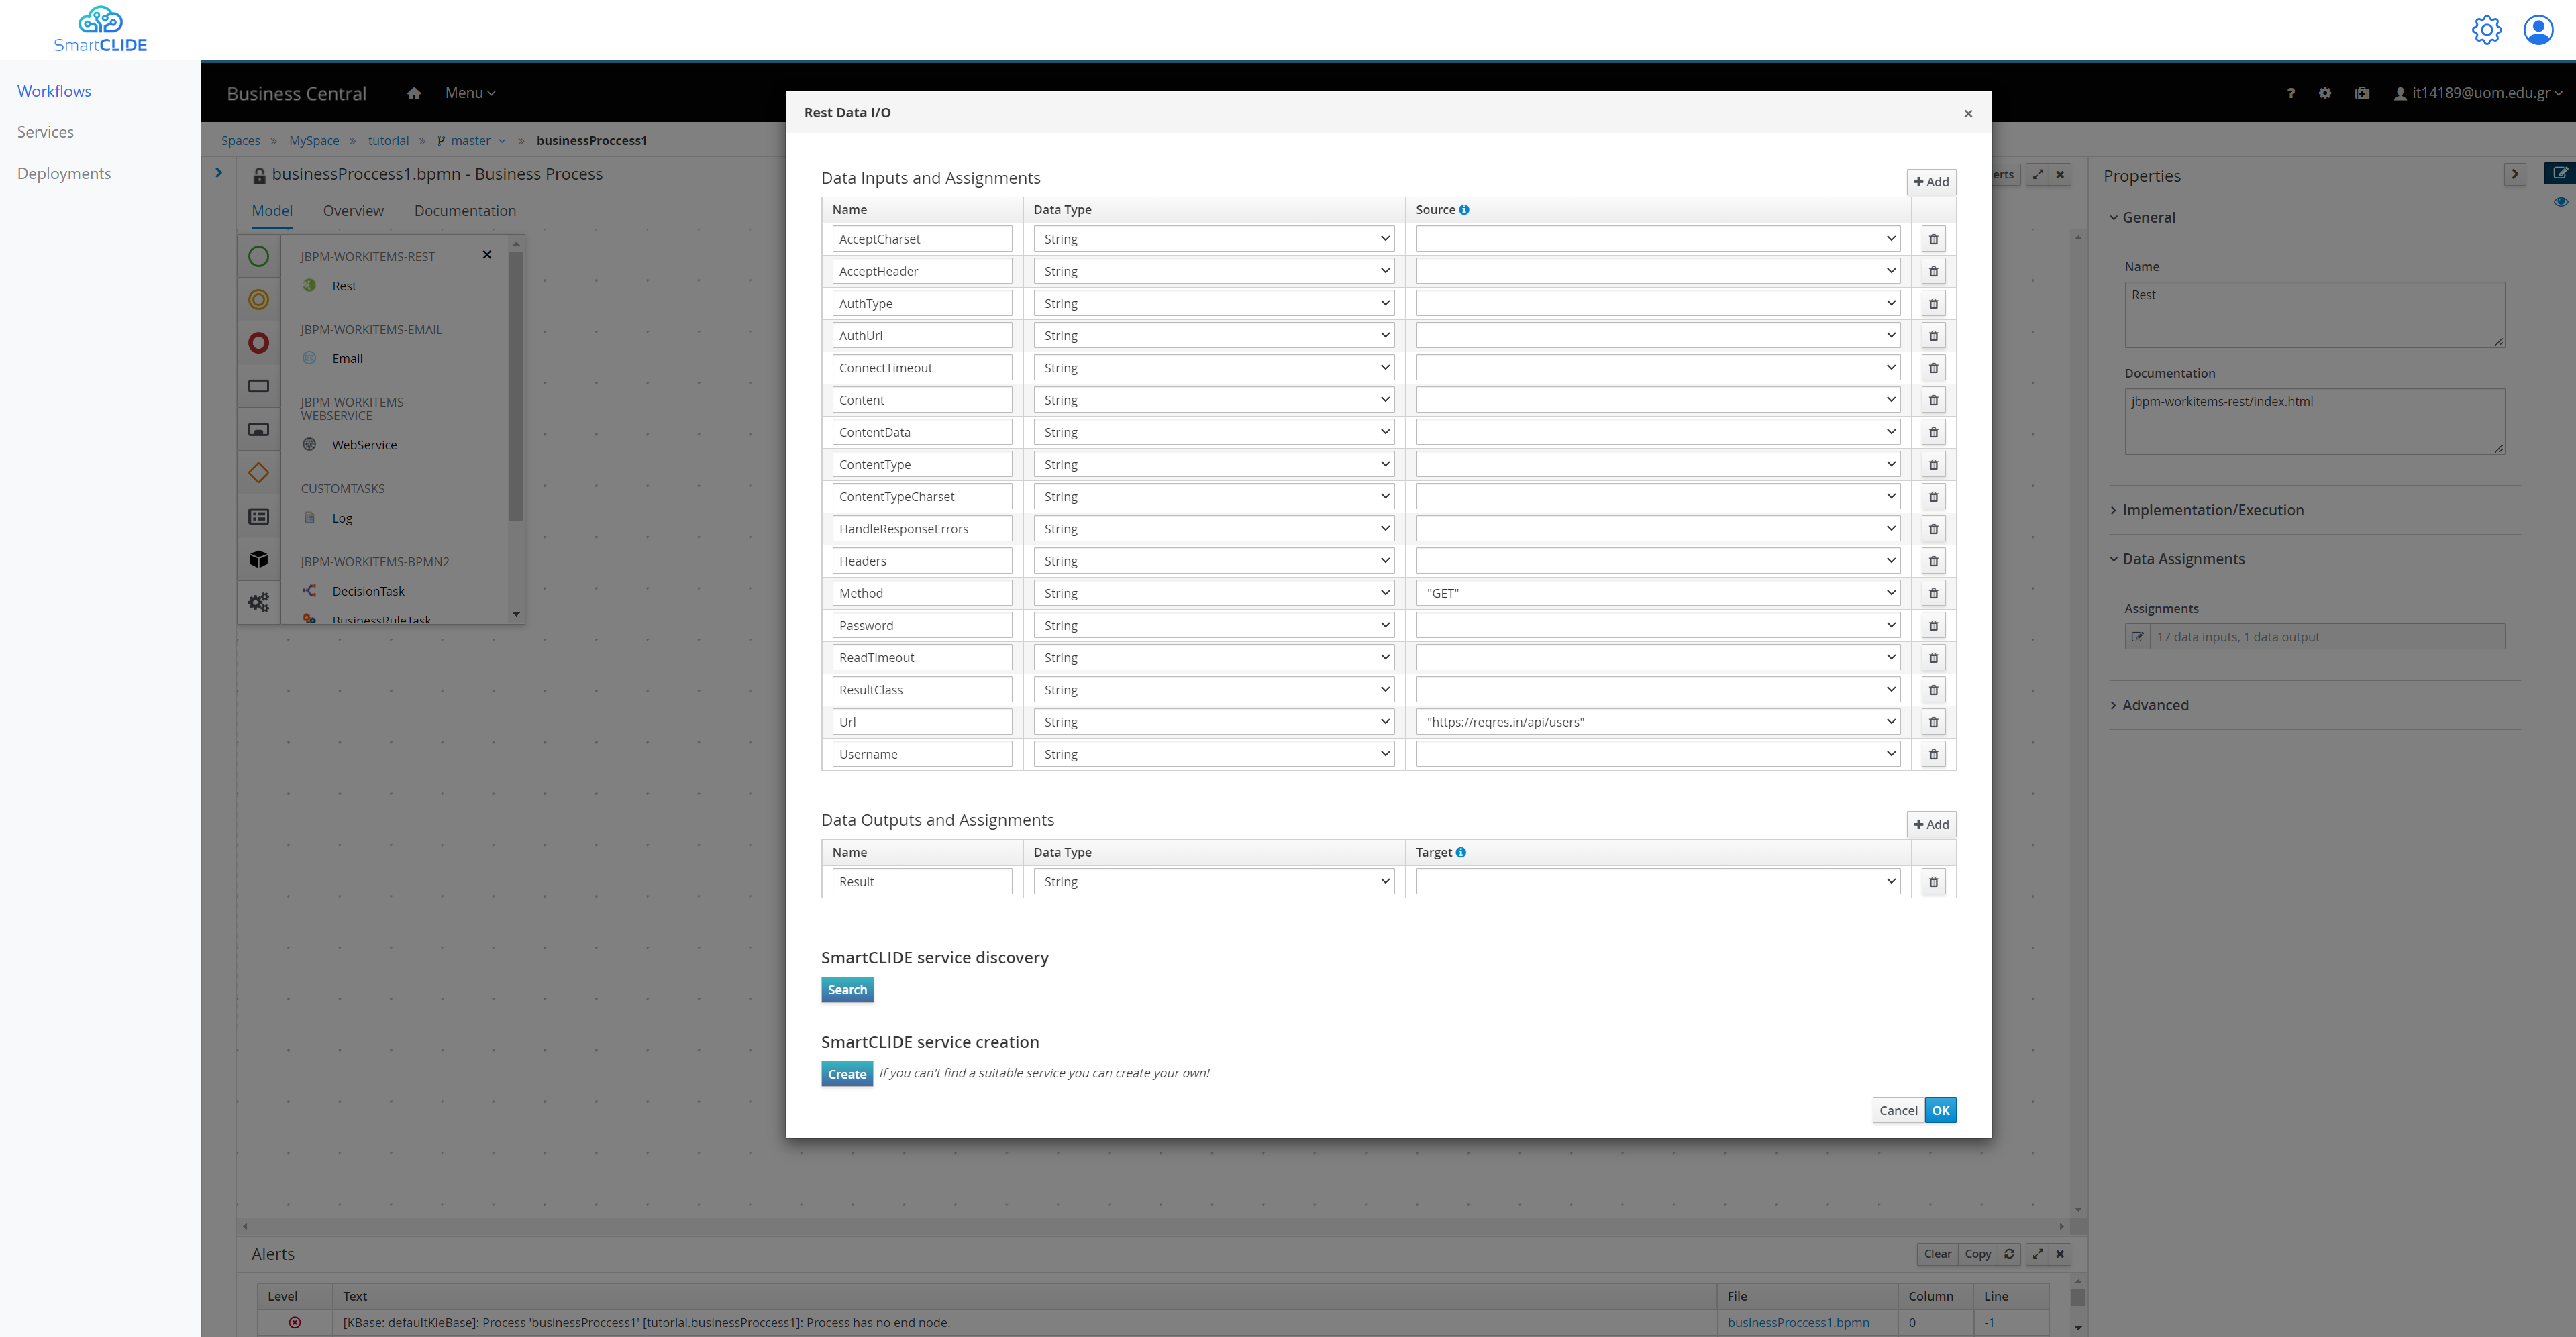 SmartCLIDE
Workflows
Services
Deployments
Business Central
Menu
it14189@uom.edu.gr
Spaces » MySpace » tutorial » master » businessProccess1
businessProccess1.bpmn - Business Process
Model Overview Documentation
JBPM-WORKITEMS-REST
Rest
JBPM-WORKITEMS-EMAIL
Email
JBPM-WORKITEMS-
WEBSERVICE
WebService
CUSTOMTASKS
Log
JBPM-WORKITEMS-BPMN2
DecisionTask
BusinessRuleTask
Rest Data I/O
Data Inputs and Assignments
+ Add
Name Data Type Source
AcceptCharset String
AcceptHeader String
AuthType String
AuthUrl String
ConnectTimeout String
Content String
ContentData String
ContentType String
ContentTypeCharset String
HandleResponseErrors String
Headers String
Method String "GET"
Password String
ReadTimeout String
ResultClass String
Url String "https://reqres.in/api/users"
Username String
Data Outputs and Assignments
+ Add
Name Data Type Target
Result String
SmartCLIDE service discovery
Search
SmartCLIDE service creation
Create If you can't find a suitable service you can create your own!
Cancel OK
erts
Properties
General
Name
Rest
Documentation
jbpm-workitems-rest/index.html
Implementation/Execution
Data Assignments
Assignments
17 data inputs, 1 data output
Advanced
Alerts
Clear Copy
Level Text File Column Line
[KBase: defaultKieBase]: Process 'businessProccess1' [tutorial.businessProccess1]: Process has no end node. businessProccess1.bpmn 0 -1